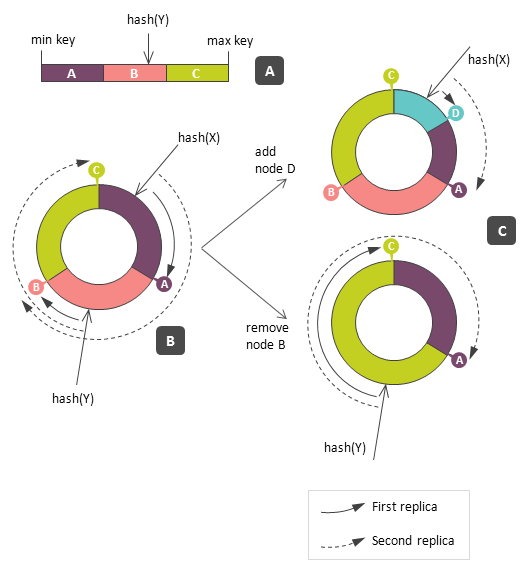 hash(Y)
min key
max key
A
B
C
A
hash(X)
C
D
A
B
add
node D
C
hash(X)
C
A
B
B
hash(Y)
remove
node B
C
A
hash(Y)
First replica
Second replica